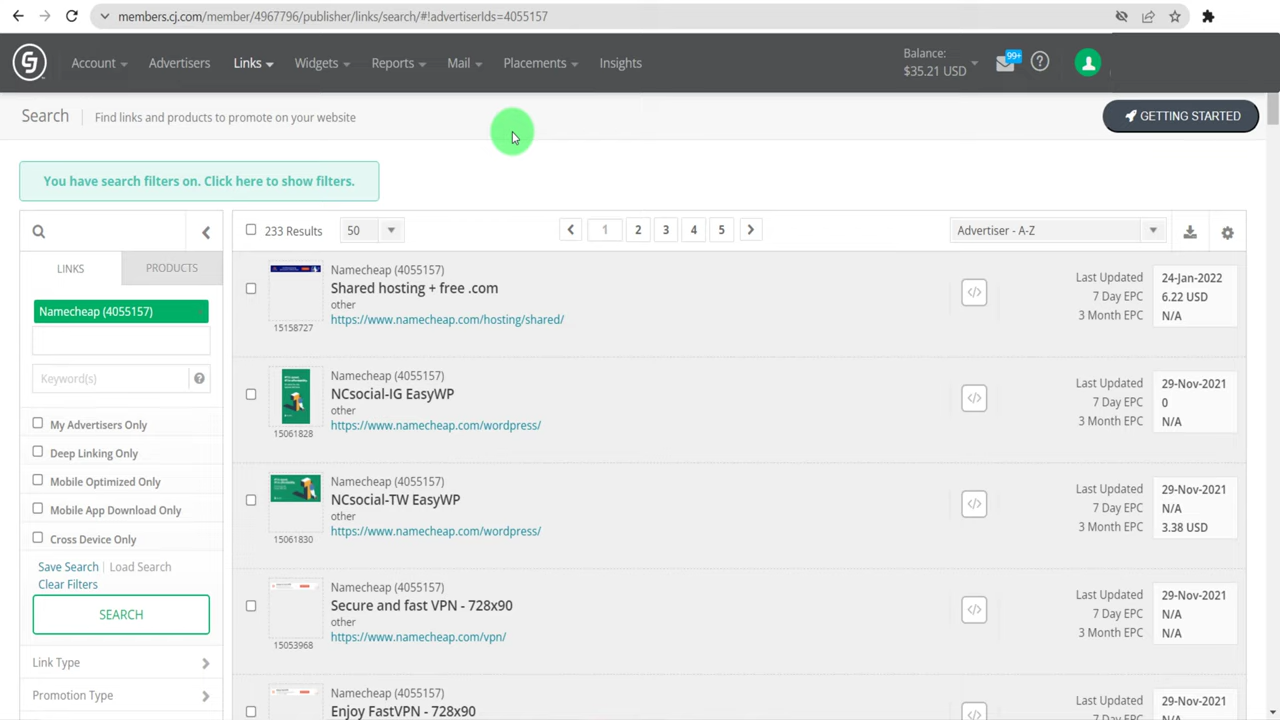 members.cj.com/member/4967796/publisher/links/search/#!advertiserIds=4055157
Account Advertisers Links Widgets Reports Mail Placements Insights
Balance:
$35.21 USD
99+
Search Find links and products to promote on your website
GETTING STARTED
You have search filters on. Click here to show filters.
233 Results 50 1 2 3 4 5 Advertiser - A-Z
LINKS PRODUCTS
Namecheap (4055157)
Keyword(s)
My Advertisers Only
Deep Linking Only
Mobile Optimized Only
Mobile App Download Only
Cross Device Only
Save Search | Load Search
Clear Filters
SEARCH
Link Type
Promotion Type
Namecheap (4055157)
Shared hosting + free .com
other
https://www.namecheap.com/hosting/shared/
15158727
Last Updated 24-Jan-2022
7 Day EPC 6.22 USD
3 Month EPC N/A
Namecheap (4055157)
NCsocial-IG EasyWP
other
https://www.namecheap.com/wordpress/
15061828
Last Updated 29-Nov-2021
7 Day EPC 0
3 Month EPC N/A
Namecheap (4055157)
NCsocial-TW EasyWP
other
https://www.namecheap.com/wordpress/
15061830
Last Updated 29-Nov-2021
7 Day EPC N/A
3 Month EPC 3.38 USD
Namecheap (4055157)
Secure and fast VPN - 728x90
other
https://www.namecheap.com/vpn/
15053968
Last Updated 29-Nov-2021
7 Day EPC N/A
3 Month EPC N/A
Namecheap (4055157)
Enjoy FastVPN - 728x90
Last Updated 29-Nov-2021